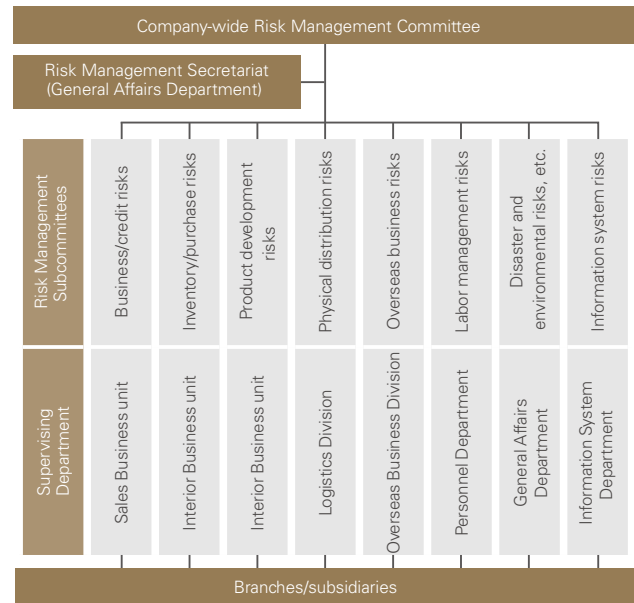 Company-wide Risk Management Committee
Risk Management Secretariat
(General Affairs Department)
Risk Management
Subcommittees
Business/credit risks
Inventory/purchase risks
Product development
risks
Physical distribution risks
Overseas business risks
Labor management risks
Disaster and
environmental risks, etc.
Information system risks
Supervising
Department
Sales Business unit
Interior Business unit
Interior Business unit
Logistics Division
Overseas Business Division
Personnel Department
General Affairs
Department
Information System
Department
Branches/subsidiaries